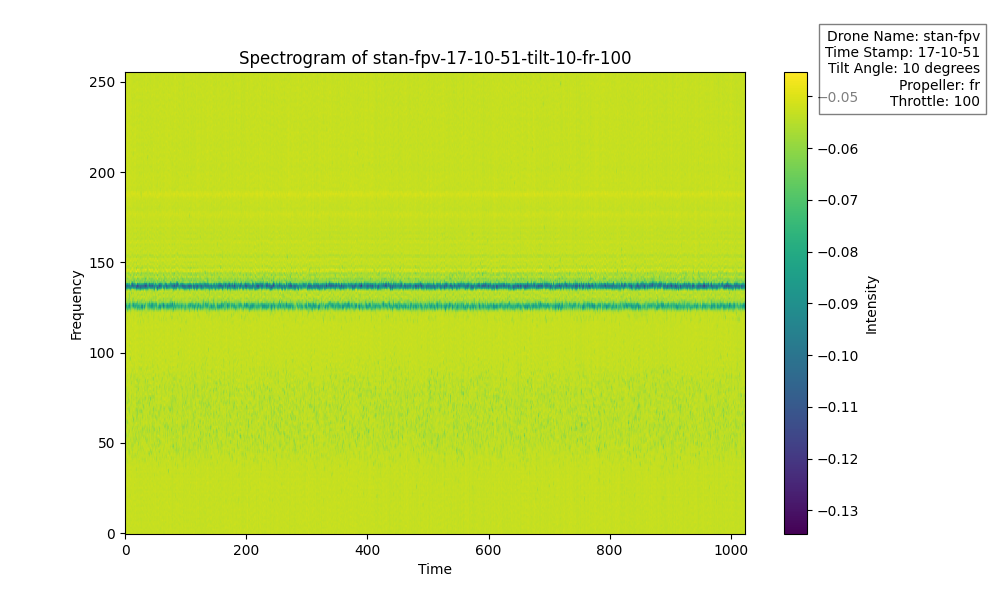 Spectrogram of stan-fpv-17-10-51-tilt-10-fr-100
Drone Name: stan-fpv
Time Stamp: 17-10-51
Tilt Angle: 10 degrees
Propeller: fr
Throttle: 100
250
200
150
100
50
0
Frequency
0
200
400
600
800
1000
Time
−0.05
−0.06
−0.07
−0.08
−0.09
−0.10
−0.11
−0.12
−0.13
Intensity